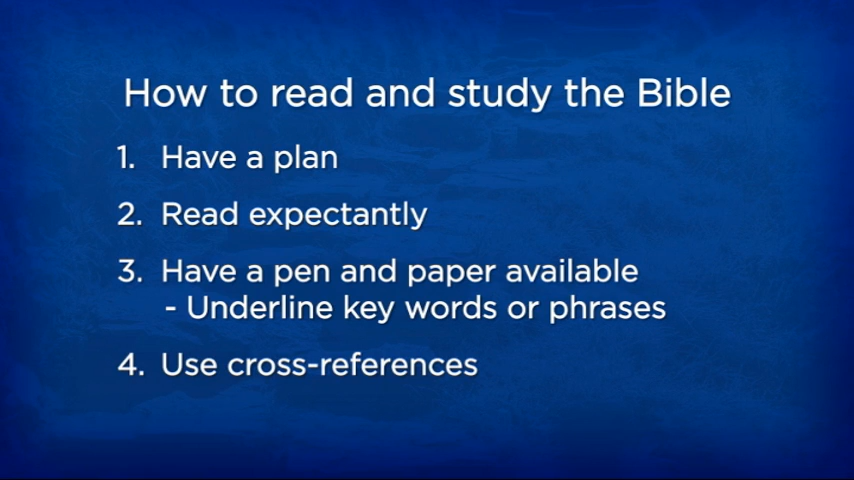 How to read and study the Bible
1. Have a plan
2. Read expectantly
3. Have a pen and paper available
- Underline key words or phrases
4. Use cross-references